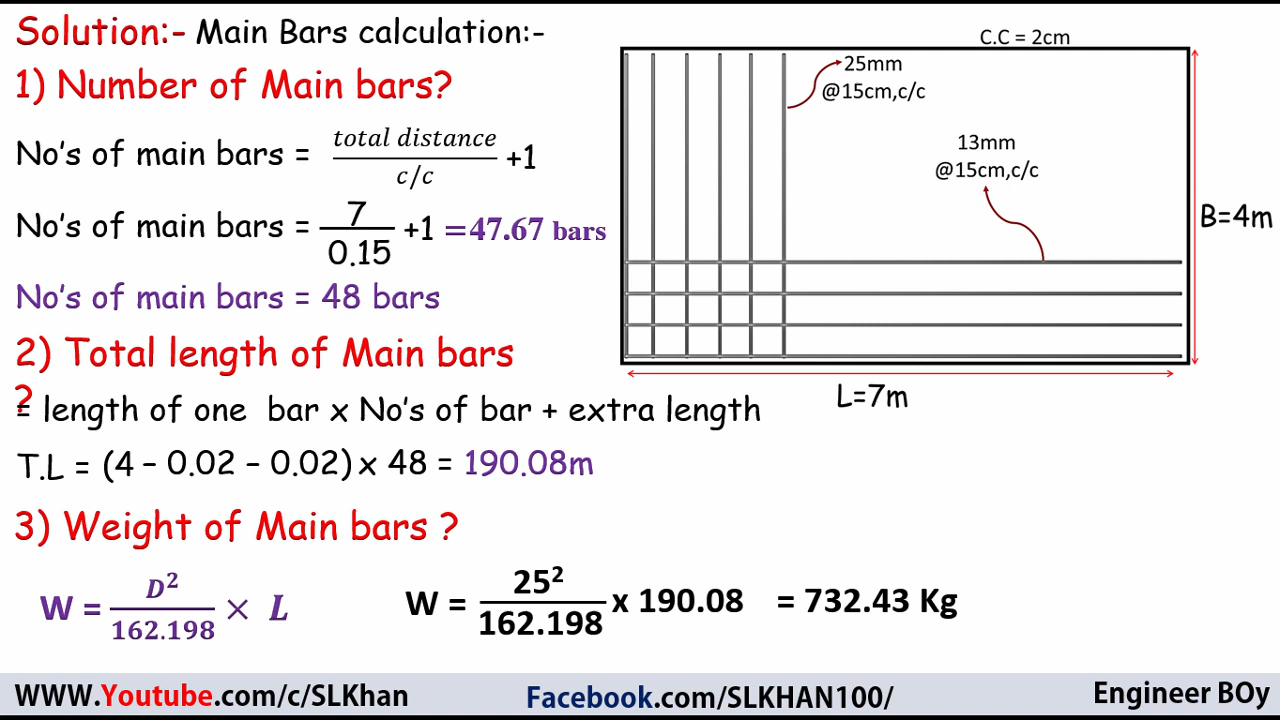 Solution:- Main Bars calculation:-
1) Number of Main bars?
No's of main bars = total distance / c/c +1
No's of main bars = 7 / 0.15 +1 = 47.67 bars
No's of main bars = 48 bars
2) Total length of Main bars
?
= length of one bar x No's of bar + extra length
T.L = (4 – 0.02 – 0.02) x 48 = 190.08m
3) Weight of Main bars ?
W = D² / 162.198 × L
W = 25² / 162.198 x 190.08 = 732.43 Kg
C.C = 2cm
25mm
@15cm,c/c
13mm
@15cm,c/c
B=4m
L=7m
WWW.Youtube.com/c/SLKhan
Facebook.com/SLKHAN100/
Engineer BOy